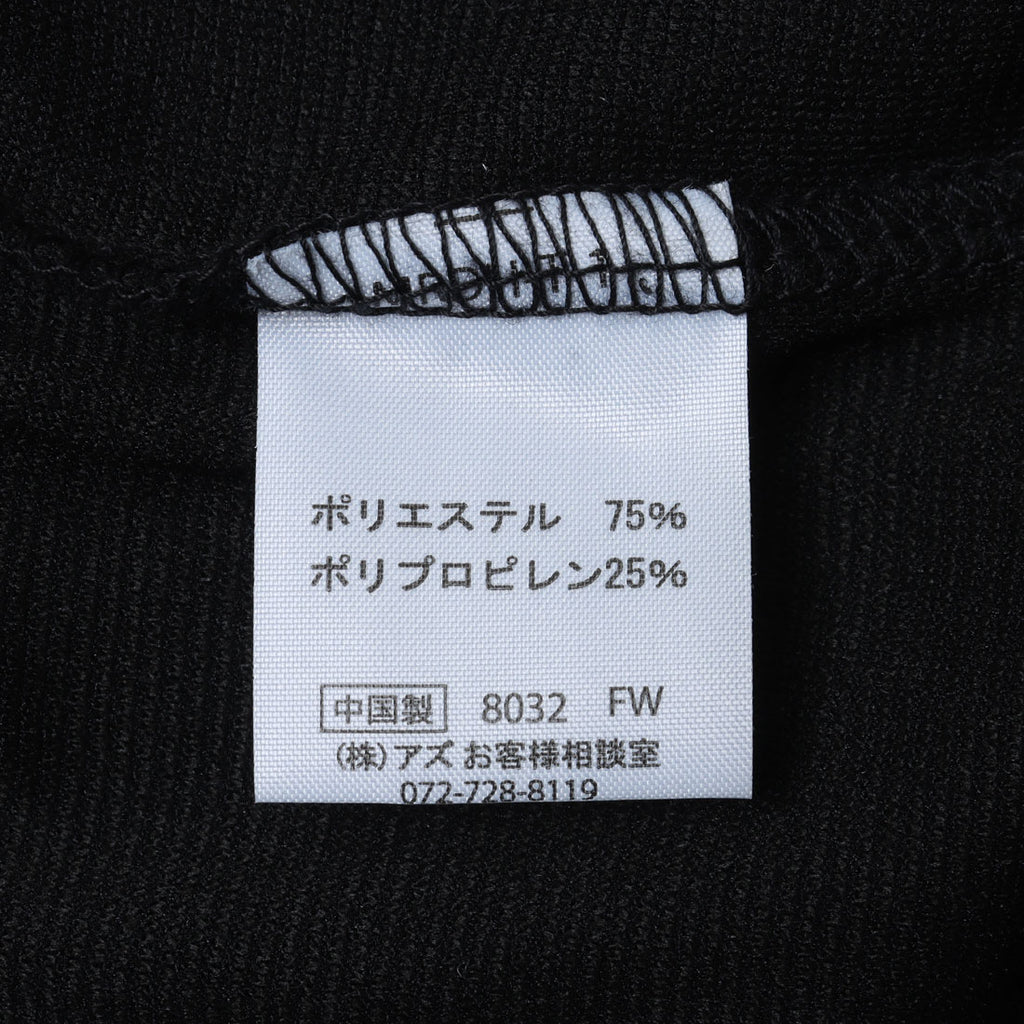 ポリエステル 75%
ポリプロピレン25%
中国製 8032 FW
(株)アズ お客様相談室
072-728-8119